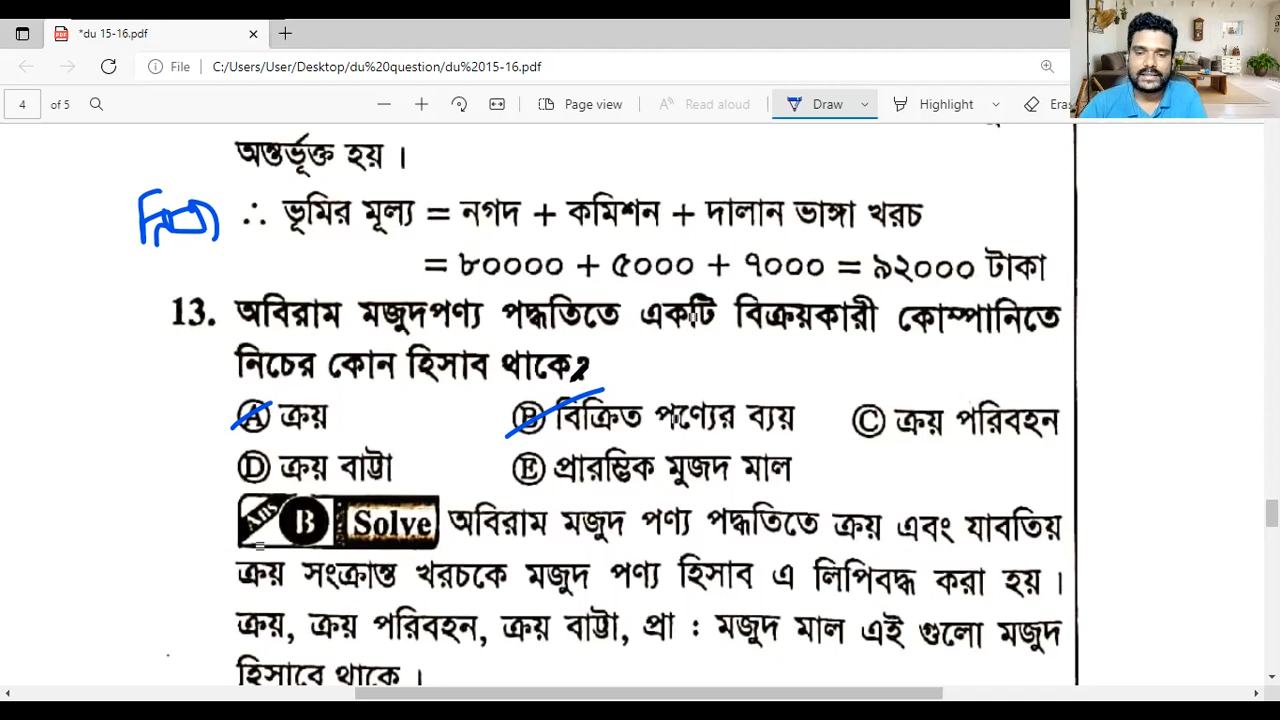 *du 15-16.pdf
File C:/Users/User/Desktop/du%20question/du%2015-16.pdf
4 of 5 Page view Read aloud Draw Highlight Eras
অন্তর্ভূক্ত হয় ।
∴ ভূমির মূল্য = নগদ + কমিশন + দালান ভাঙ্গা খরচ
= ৮০০০০ + ৫০০০ + ৭০০০ = ৯২০০০ টাকা
13. অবিরাম মজুদপণ্য পদ্ধতিতে একটি বিক্রয়কারী কোম্পানিতে
নিচের কোন হিসাব থাকে?
Ⓐ ক্রয় Ⓑ বিক্রিত পণ্যের ব্যয় Ⓒ ক্রয় পরিবহন
Ⓓ ক্রয় বাট্টা Ⓔ প্রারম্ভিক মুজদ মাল
Ans B Solve অবিরাম মজুদ পণ্য পদ্ধতিতে ক্রয় এবং যাবতিয়
ক্রয় সংক্রান্ত খরচকে মজুদ পণ্য হিসাব এ লিপিবদ্ধ করা হয় ।
ক্রয়, ক্রয় পরিবহন, ক্রয় বাট্টা, প্রা : মজুদ মাল এই গুলো মজুদ
হিসাবে থাকে ।